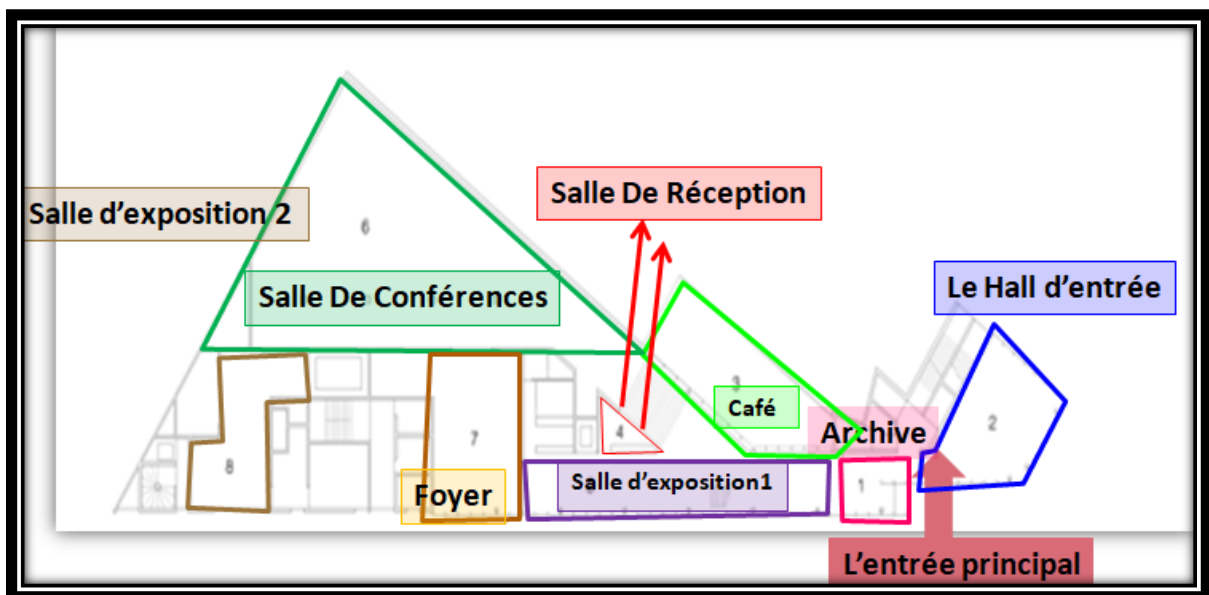 Salle d’exposition 2
6
Salle De Réception
Salle De Conférences
Le Hall d’entrée
3
Café
4
Archive
2
7
8
Foyer
Salle d’exposition1
1
L’entrée principal